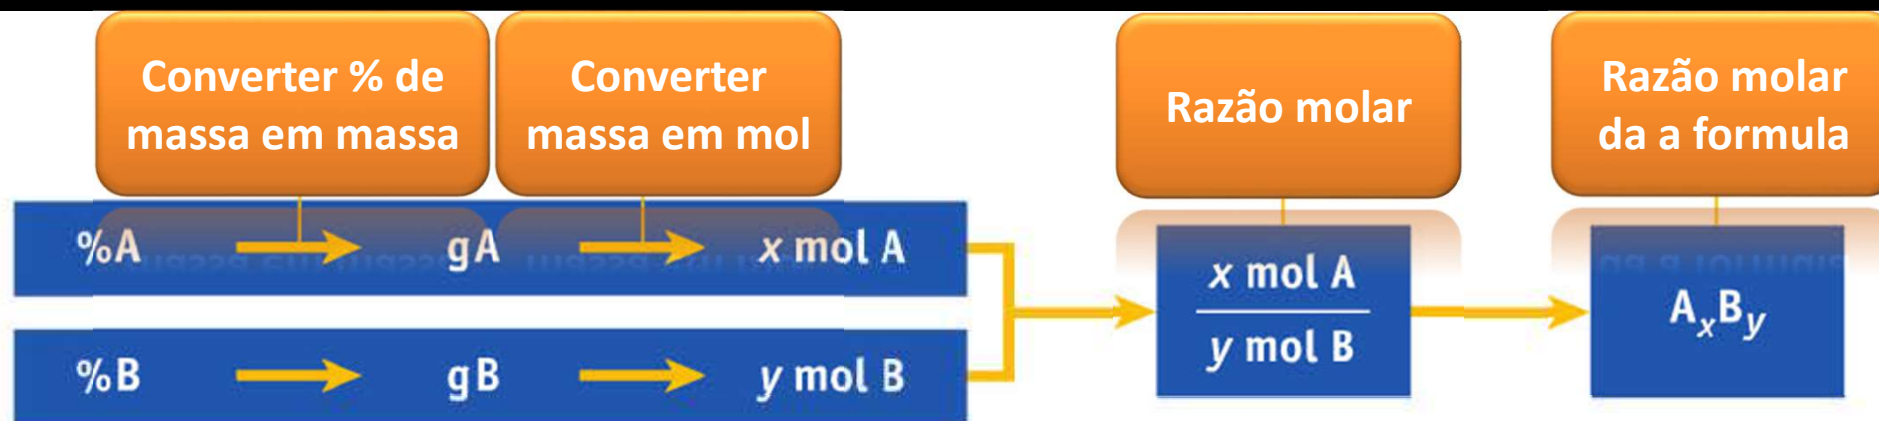 Converter % de
massa em massa
Converter
massa em mol
Razão molar
Razão molar
da a formula
%A gA x mol A
%B gB y mol B
x mol A
y mol B
AxBy